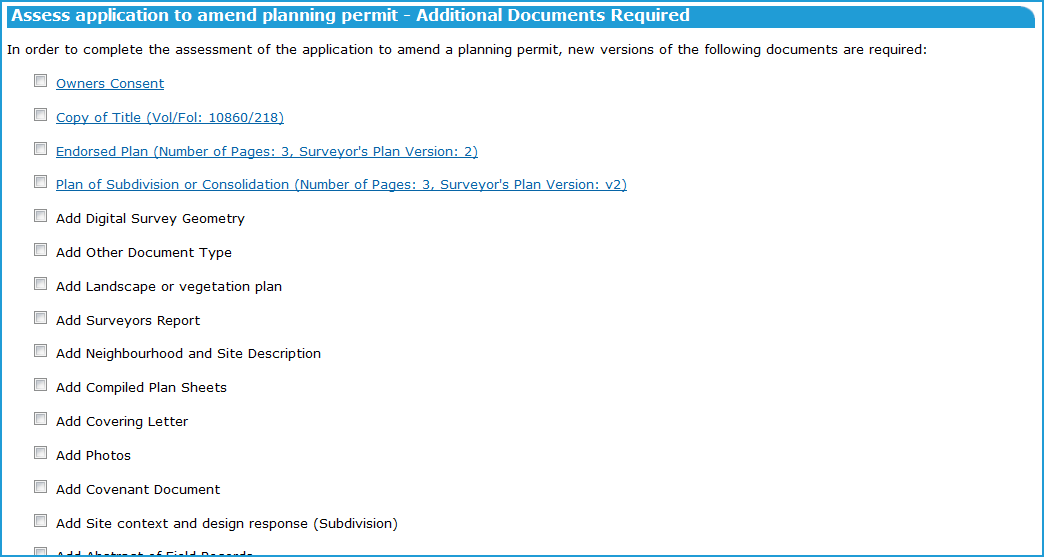 Assess application to amend planning permit - Additional Documents Required
In order to complete the assessment of the application to amend a planning permit, new versions of the following documents are required:
Owners Consent
Copy of Title (Vol/Fol: 10860/218)
Endorsed Plan (Number of Pages: 3, Surveyor's Plan Version: 2)
Plan of Subdivision or Consolidation (Number of Pages: 3, Surveyor's Plan Version: v2)
Add Digital Survey Geometry
Add Other Document Type
Add Landscape or vegetation plan
Add Surveyors Report
Add Neighbourhood and Site Description
Add Compiled Plan Sheets
Add Covering Letter
Add Photos
Add Covenant Document
Add Site context and design response (Subdivision)
Add Abstract of Field Records